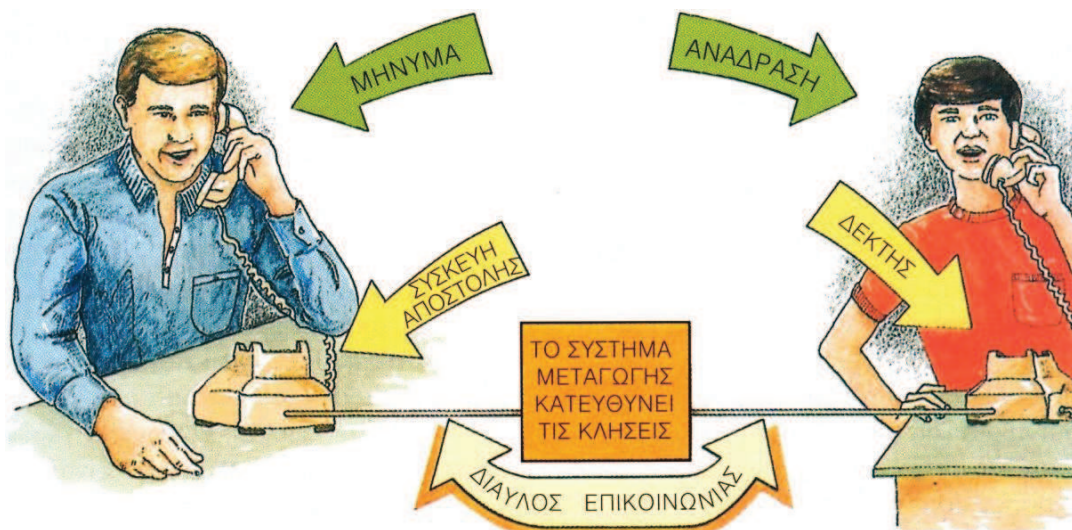 ΜΗΝΥΜΑ
ΑΝΑΔΡΑΣΗ
ΣΥΣΚΕΥΗ
ΑΠΟΣΤΟΛΗΣ
ΔΕΚΤΗΣ
ΤΟ ΣΥΣΤΗΜΑ
ΜΕΤΑΓΩΓΗΣ
ΚΑΤΕΥΘΥΝΕΙ
ΤΙΣ ΚΛΗΣΕΙΣ
ΔΙΑΥΛΟΣ ΕΠΙΚΟΙΝΩΝΙΑΣ